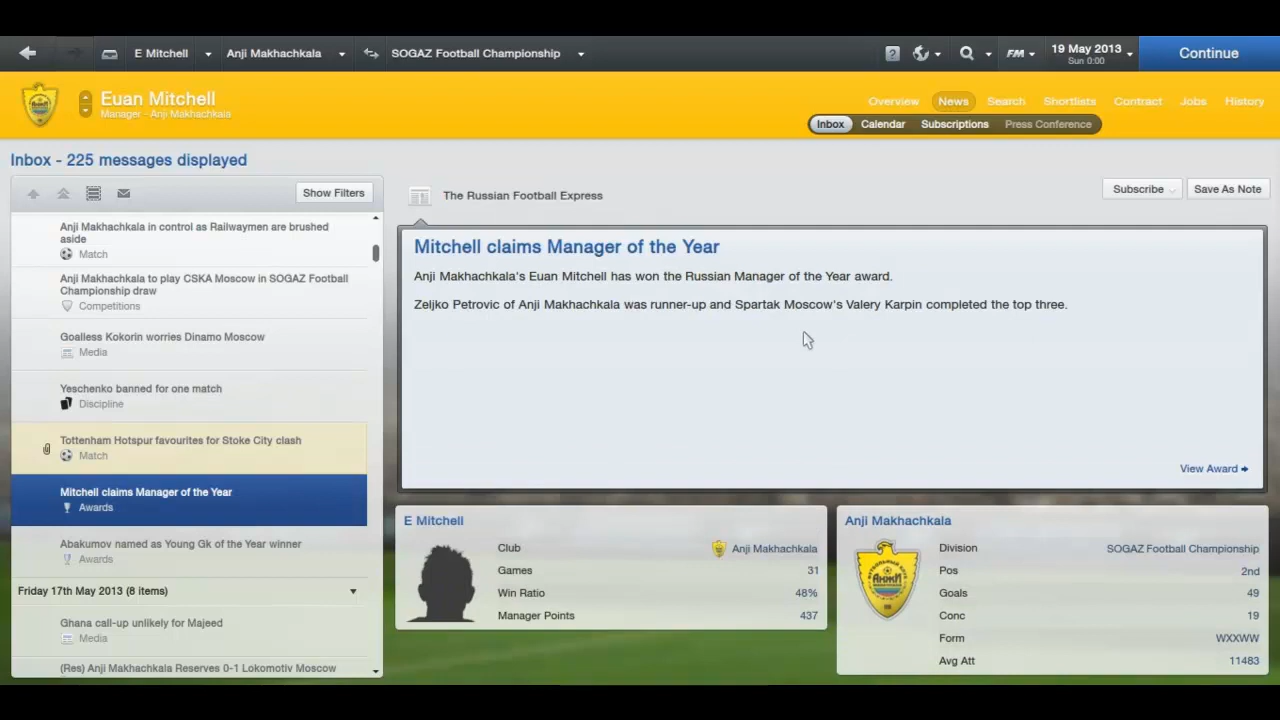 E Mitchell
Anji Makhachkala
SOGAZ Football Championship
?
FM
19 May 2013
Sun 0:00
Continue
Euan Mitchell
Manager - Anji Makhachkala
Overview News Search Shortlists Contract Jobs History
Inbox Calendar Subscriptions Press Conference
Inbox - 225 messages displayed
Show Filters
Anji Makhachkala in control as Railwaymen are brushed
aside
Match
Anji Makhachkala to play CSKA Moscow in SOGAZ Football
Championship draw
Competitions
Goalless Kokorin worries Dinamo Moscow
Media
Yeschenko banned for one match
Discipline
Tottenham Hotspur favourites for Stoke City clash
Match
Mitchell claims Manager of the Year
Awards
Abakumov named as Young Gk of the Year winner
Awards
Friday 17th May 2013 (8 items)
Ghana call-up unlikely for Majeed
Media
(Res) Anji Makhachkala Reserves 0-1 Lokomotiv Moscow
The Russian Football Express
Subscribe
Save As Note
Mitchell claims Manager of the Year
Anji Makhachkala's Euan Mitchell has won the Russian Manager of the Year award.
Zeljko Petrovic of Anji Makhachkala was runner-up and Spartak Moscow's Valery Karpin completed the top three.
View Award
E Mitchell
Club Anji Makhachkala
Games 31
Win Ratio 48%
Manager Points 437
Anji Makhachkala
АНЖИ
Division SOGAZ Football Championship
Pos 2nd
Goals 49
Conc 19
Form WXXWW
Avg Att 11483